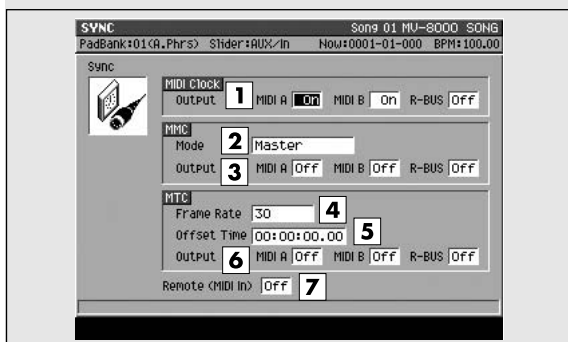 SYNC Song 01 MV-8000 SONG
PadBank:01(A.Phrs) Slider:AUX/In Now:0001-01-000 BPM:100.00
Sync
MIDI Clock
Output 1 MIDI A On MIDI B On R-BUS Off
MMC
Mode 2 Master
Output 3 MIDI A Off MIDI B Off R-BUS Off
MTC
Frame Rate 30 4
Offset Time 00:00:00.00 5
Output 6 MIDI A Off MIDI B Off R-BUS Off
Remote (MIDI In) Off 7